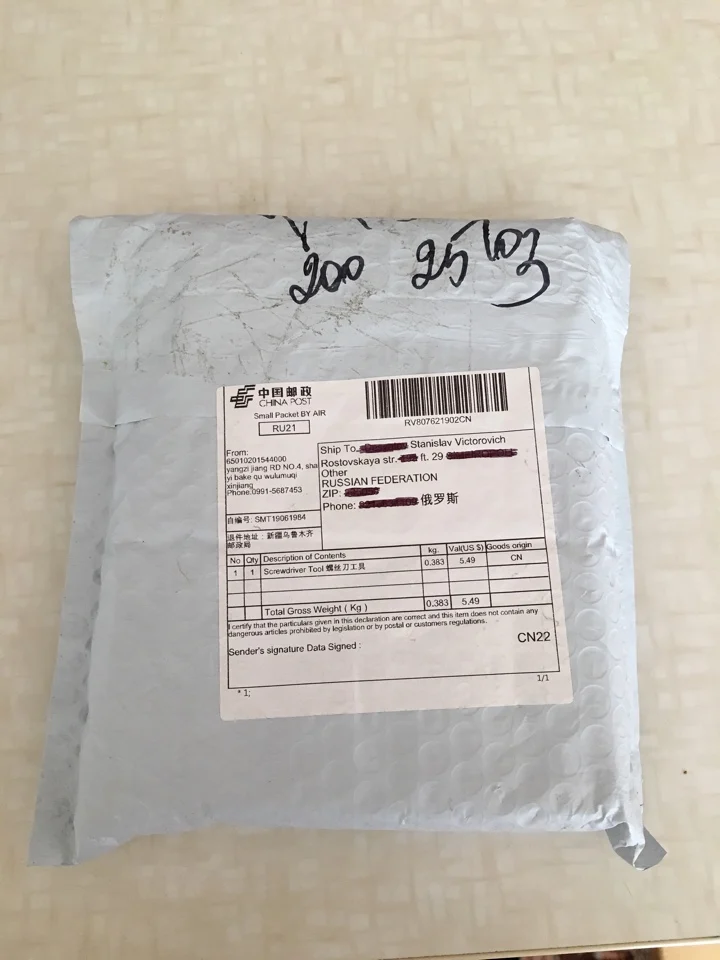 200 25/03
中国邮政
CHINA POST
Small Packet BY AIR
RU21
RV807621902CN
From:
65010201544000
yangzi jiang RD NO.4, sha
yi bake qu wulumuqi
xinjiang
Phone.0991-5687453
自编号: SMT19061984
退件地址：新疆乌鲁木齐
邮政局
Ship To. Stanislav Victorovich
Rostovskaya str. ft. 29
Other
RUSSIAN FEDERATION
ZIP:
Phone: 俄罗斯
No Qty Description of Contents kg. Val(US $) Goods origin
1 1 Screwdriver Tool 螺丝刀工具 0.383 5.49 CN
Total Gross Weight ( Kg ) 0.383 5.49
I certify that the particulars given in this declaration are correct and this item does not contain any
dangerous articles prohibited by legislation or by postal or customers regulations.
CN22
Sender's signature Data Signed :
* 1;
1/1